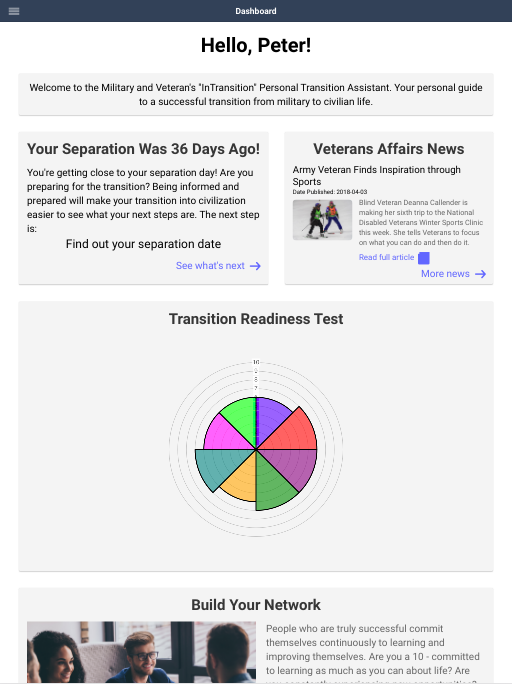 Dashboard
Hello, Peter!
Welcome to the Military and Veteran's "InTransition" Personal Transition Assistant. Your personal guide
to a successful transition from military to civilian life.
Your Separation Was 36 Days Ago!
You're getting close to your separation day! Are you
preparing for the transition? Being informed and
prepared will make your transition into civilization
easier to see what your next steps are. The next step
is:
Find out your separation date
See what's next
Veterans Affairs News
Army Veteran Finds Inspiration through
Sports
Date Published: 2018-04-03
Blind Veteran Deanna Callender is
making her sixth trip to the National
Disabled Veterans Winter Sports Clinic
this week. She tells Veterans to focus
on what you can do and then do it.
Read full article
More news
Transition Readiness Test
10
9
8
7
Build Your Network
People who are truly successful commit
themselves continuously to learning and
improving themselves. Are you a 10 - committed
to learning as much as you can about life? Are